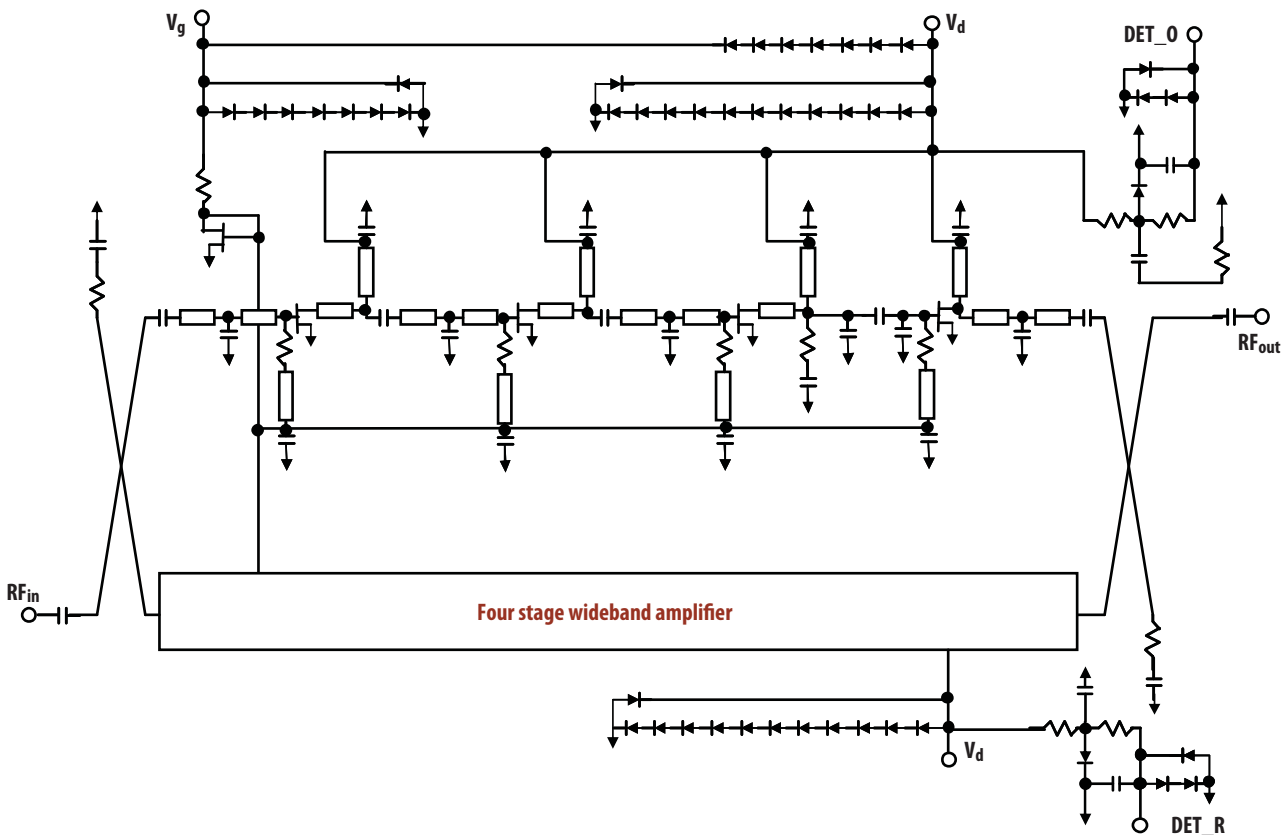 Vg
Vd
DET_O
RFout
RFin
Four stage wideband amplifier
Vd
DET_R